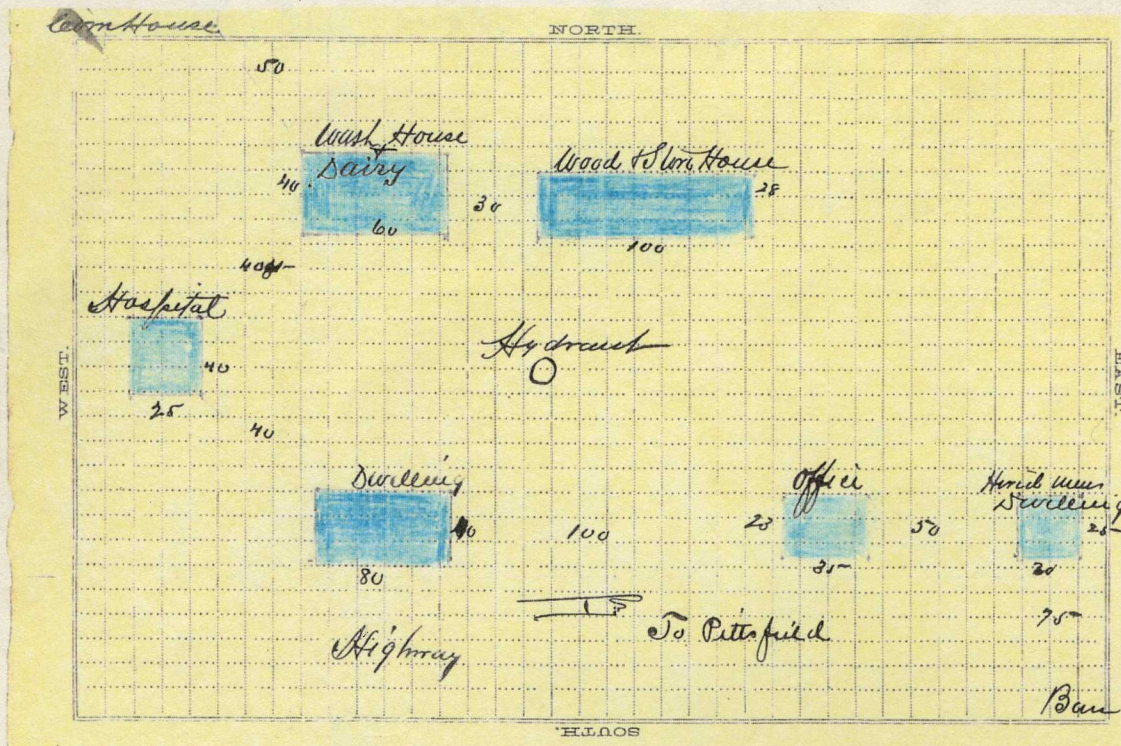 Corn House
NORTH.
50
Wash House
+
Dairy
40
60
30
Wood & Store House
28
100
40
Hospital
40
25
WEST.
Hydrant
EAST.
40
Dwelling
40
80
100
Office
23
35
50
Hired mens
Dwelling
25
30
To Pittsfield
75
Highway
Barn
SOUTH.